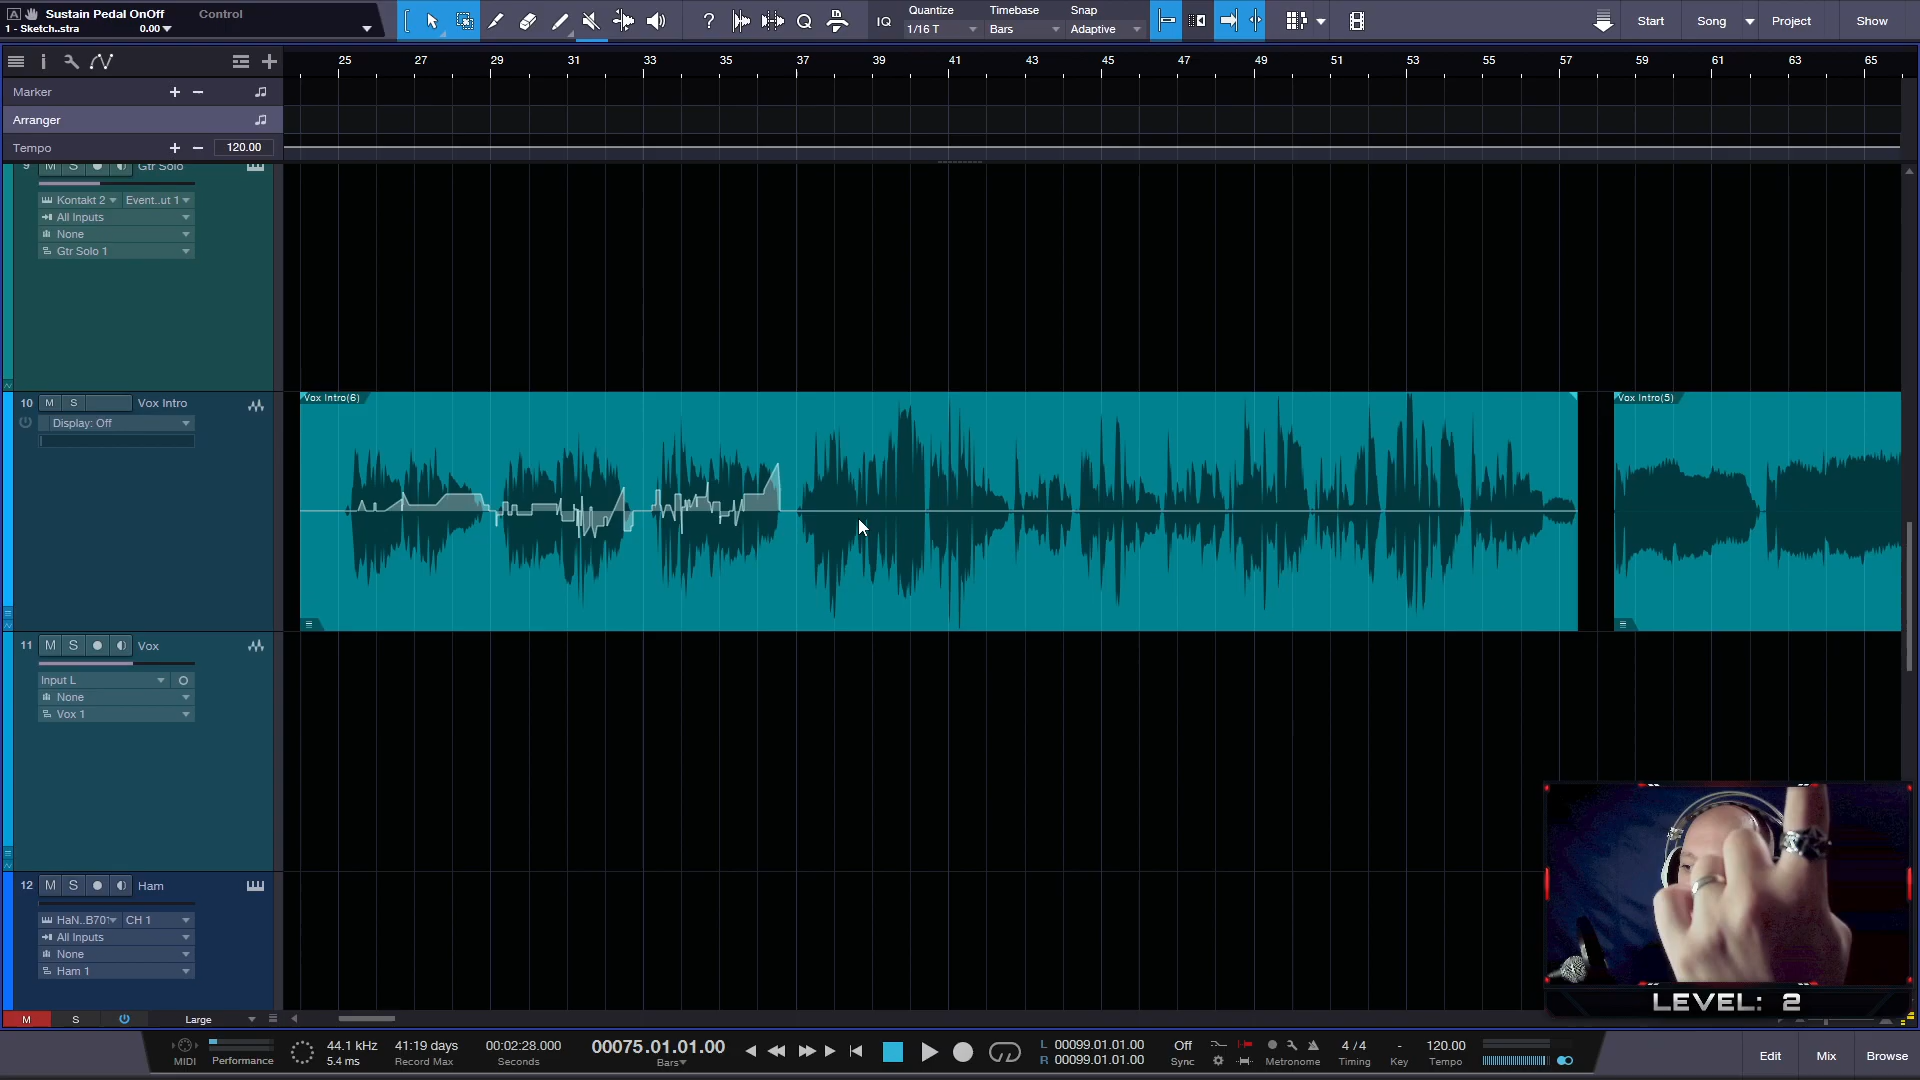 Sustain Pedal OnOff Control
1 - Sketch..stra 0.00
Quantize Timebase Snap
IQ 1/16 T Bars Adaptive
Start Song Project Show
25 27 29 31 33 35 37 39 41 43 45 47 49 51 53 55 57 59 61 63 65
Marker
Arranger
Tempo 120.00
9 M S Gtr Solo
Kontakt 2 Event..ut 1
All Inputs
None
Gtr Solo 1
10 M S Vox Intro
Display: Off
Vox Intro(6)
Vox Intro(5)
11 M S Vox
Input L
None
Vox 1
12 M S Ham
CH 1
All Inputs
None
Ham 1
LEVEL: 2
M S Large
MIDI
Performance
44.1 kHz
5.4 ms
41:19 days
Record Max
00:02:28.000
Seconds
00075.01.01.00
Bars
L 00099.01.01.00
R 00099.01.01.00
Off
Sync
Metronome
4 / 4
Timing
-
Key
120.00
Tempo
Edit Mix Browse